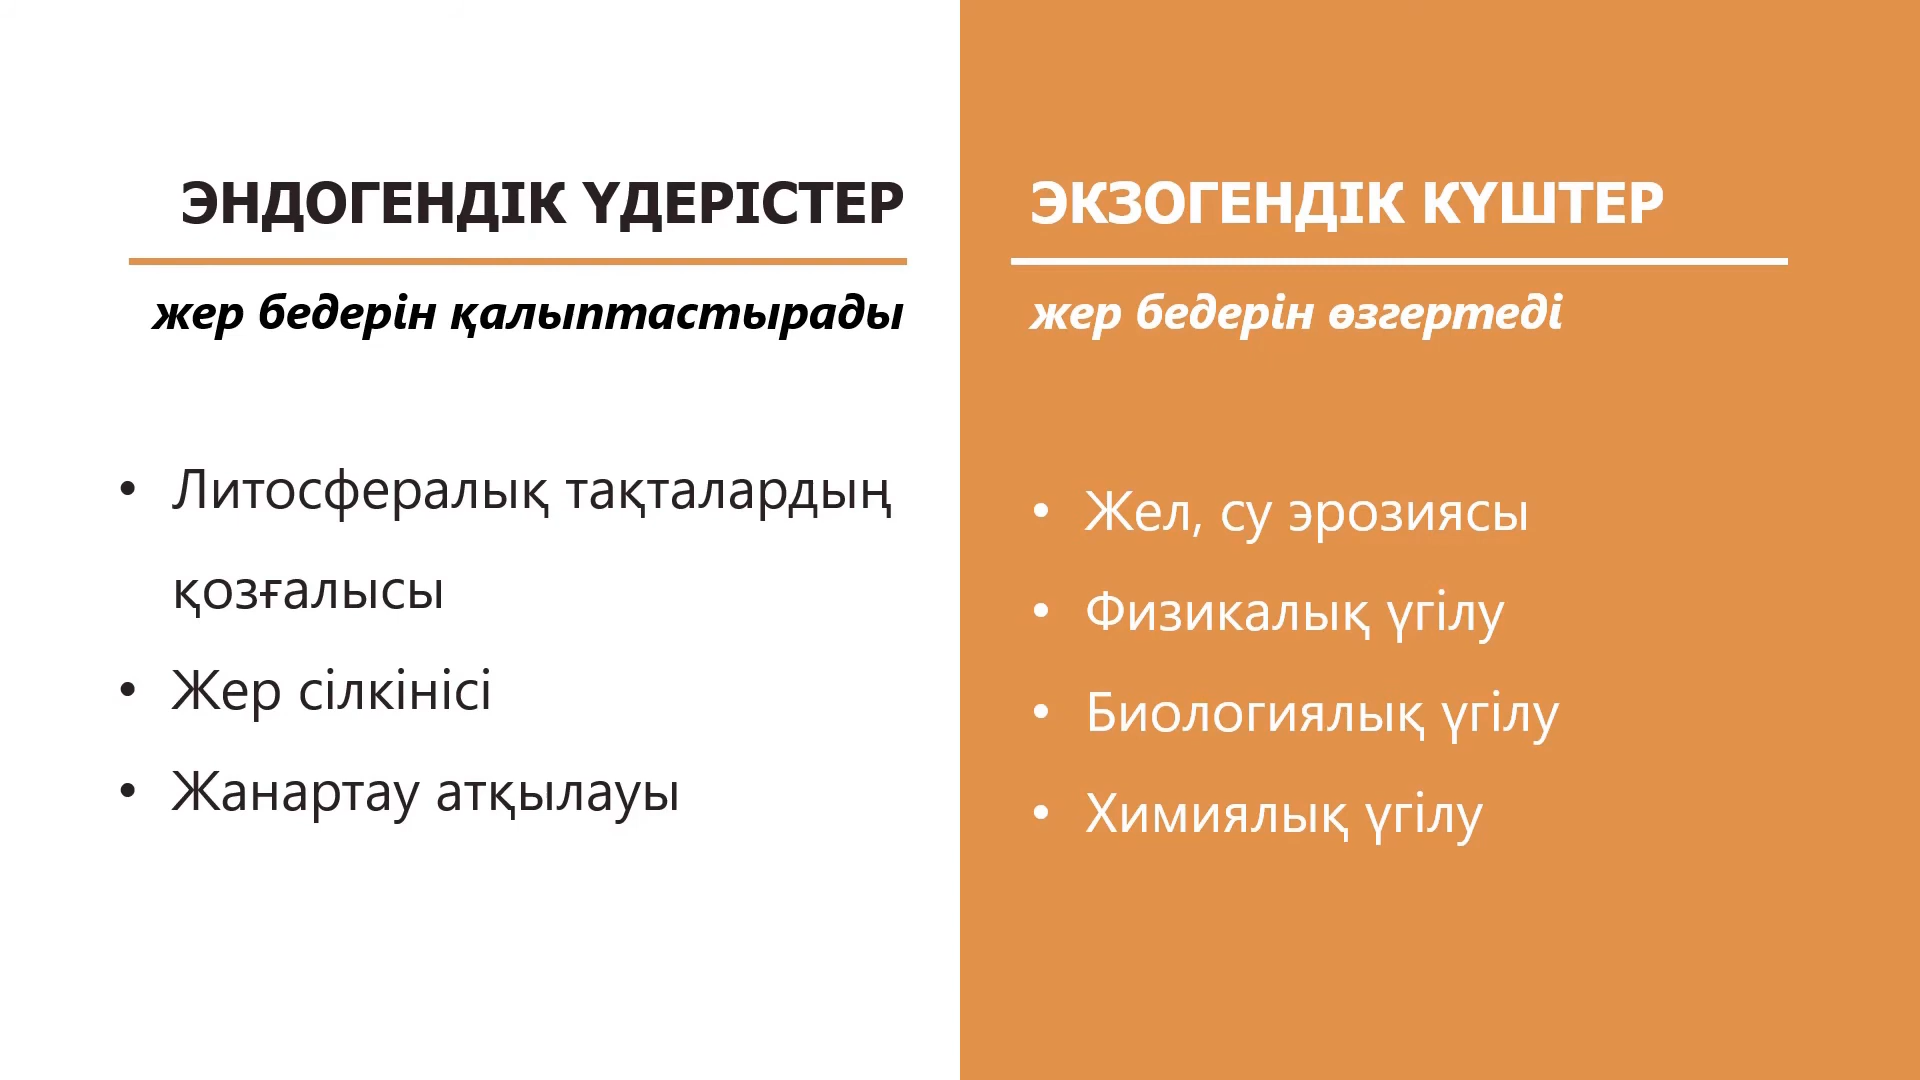 ЭНДОГЕНДІК ҮДЕРІСТЕР
жер бедерін қалыптастырады
• Литосфералық тақталардың
қозғалысы
• Жер сілкінісі
• Жанартау атқылауы
ЭКЗОГЕНДІК КҮШТЕР
жер бедерін өзгертеді
• Жел, су эрозиясы
• Физикалық үгілу
• Биологиялық үгілу
• Химиялық үгілу